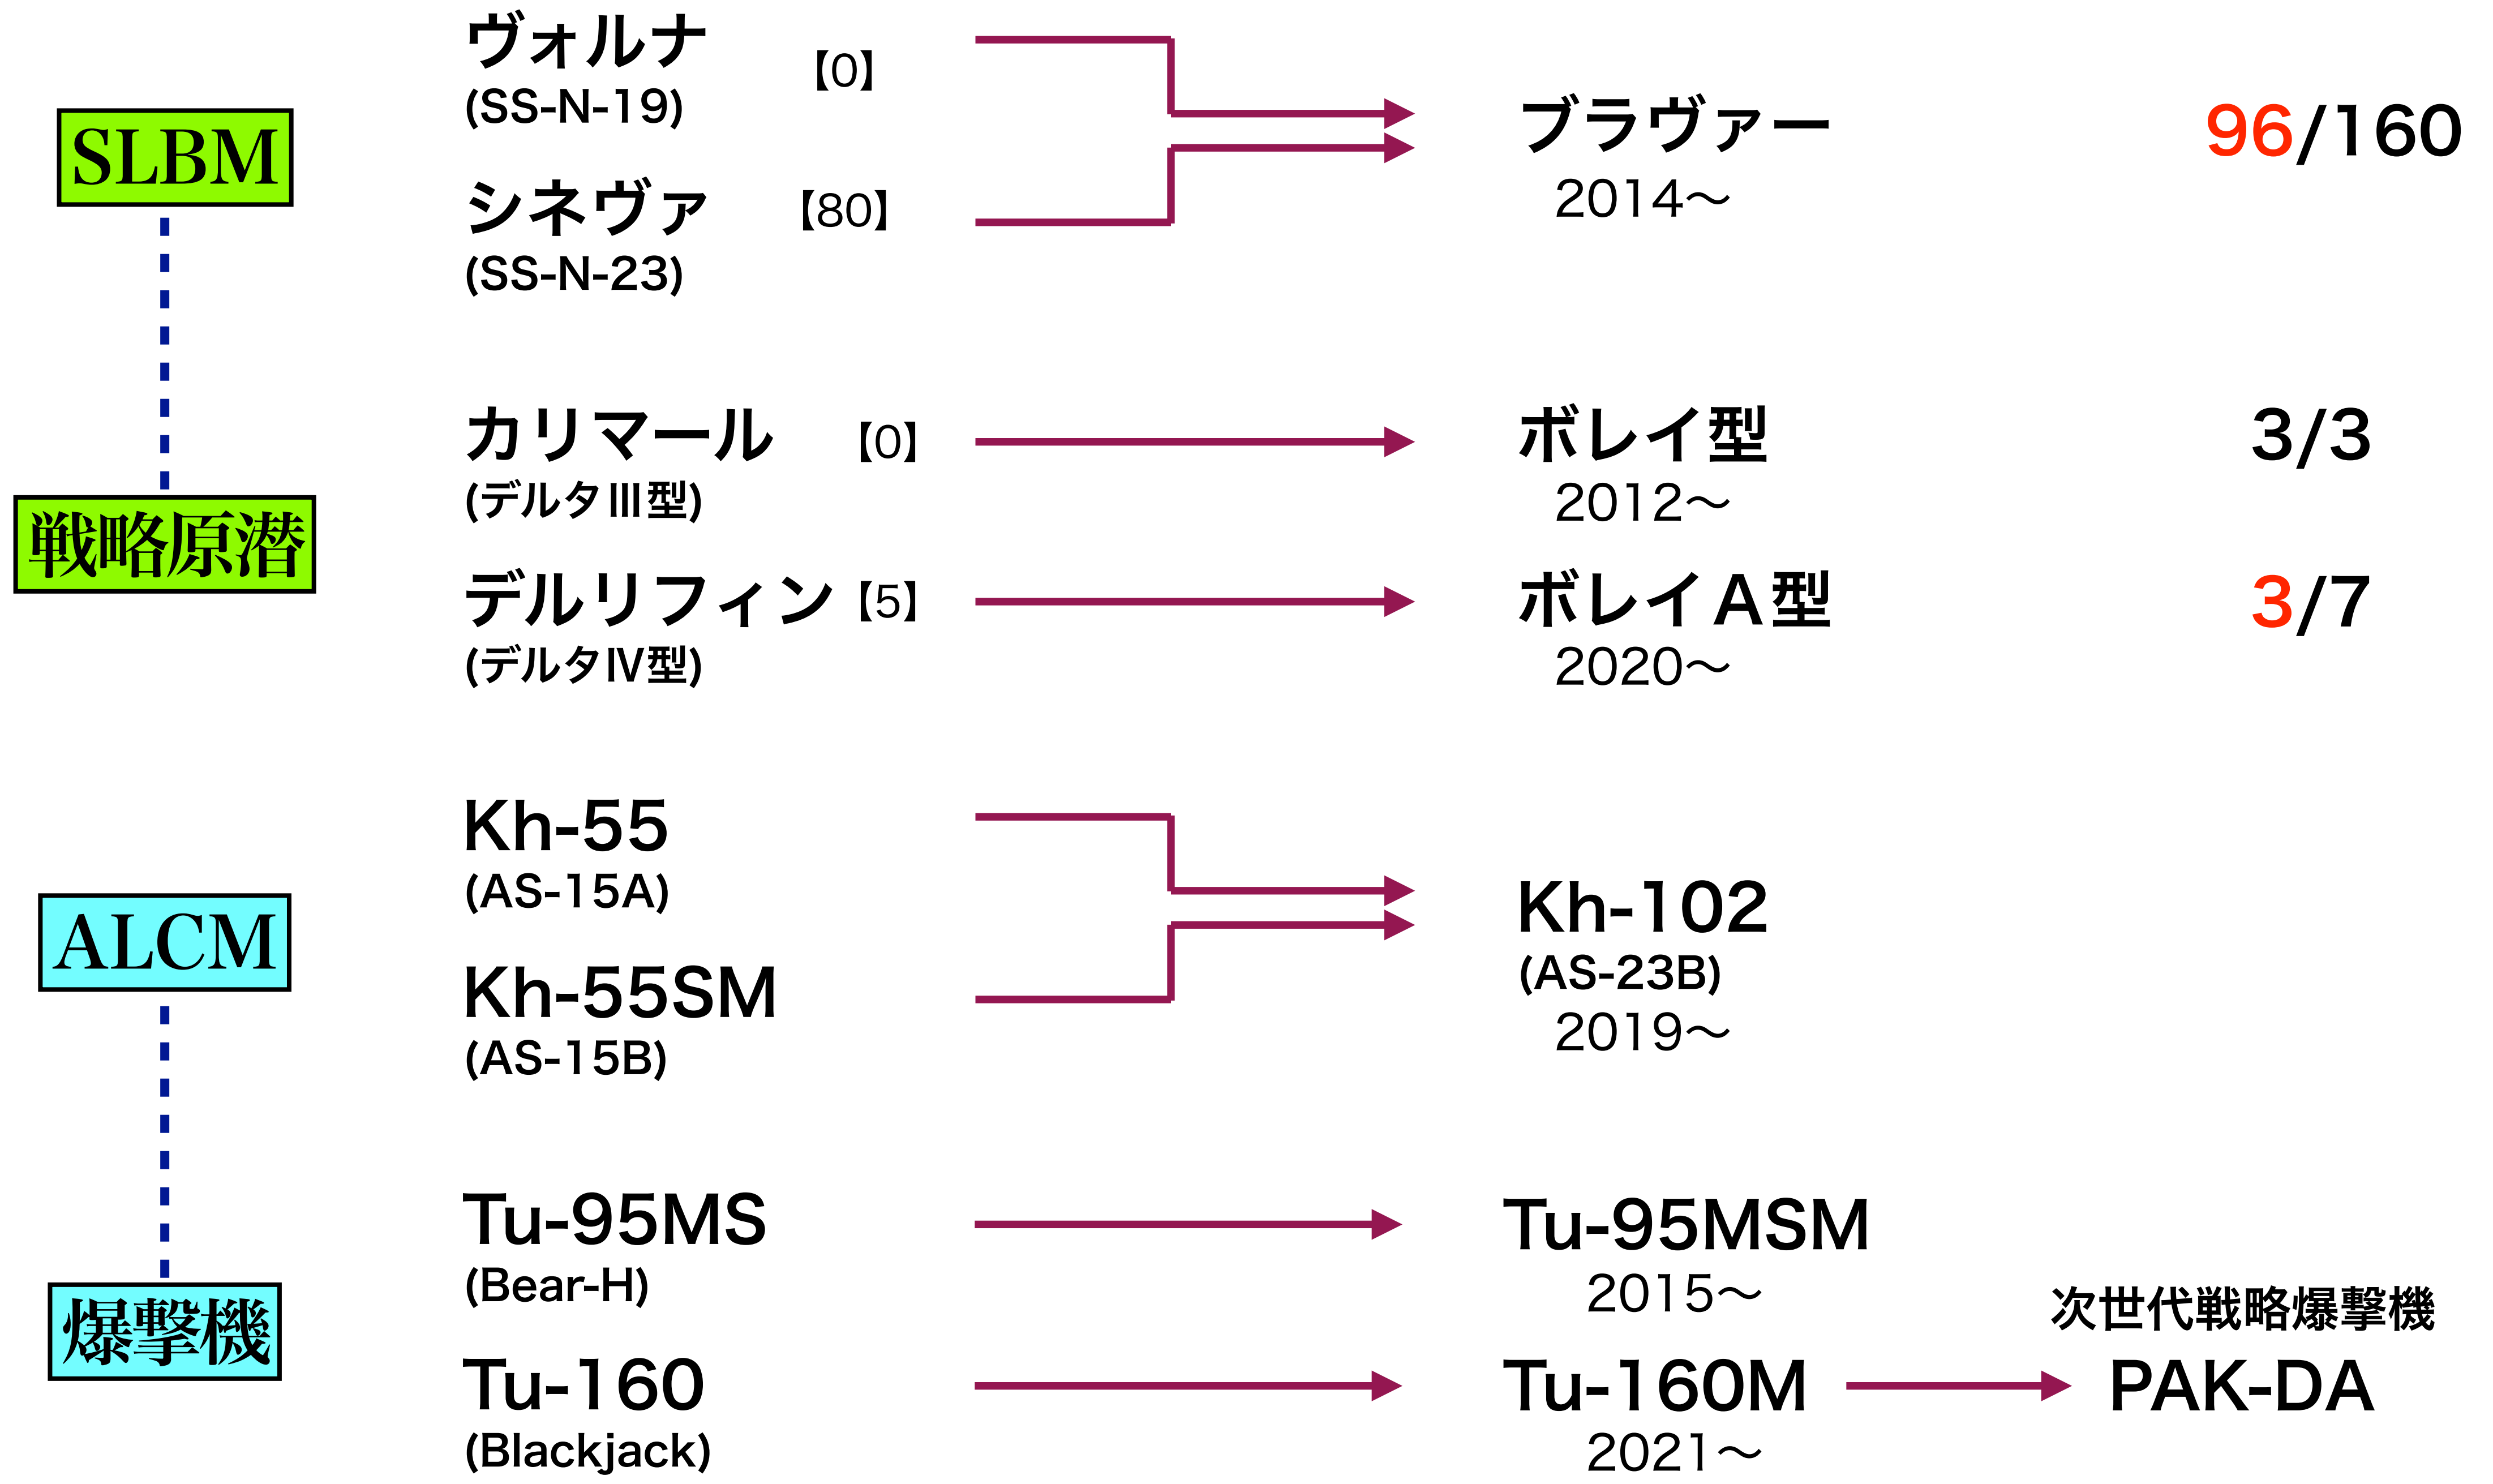 SLBM
ヴォルナ 【0】
(SS-N-19)
シネヴァ 【80】
(SS-N-23)
ブラヴァー 96/160
2014〜
戦略原潜
カリマール 【0】
(デルタⅢ型)
ボレイ型 3/3
2012〜
デルリフィン【5】
(デルタⅣ型)
ボレイA型 3/7
2020〜
ALCM
Kh-55
(AS-15A)
Kh-55SM
(AS-15B)
Kh-102
(AS-23B)
2019〜
爆撃機
Tu-95MS
(Bear-H)
Tu-95MSM
2015〜
Tu-160
(Blackjack)
Tu-160M
2021〜
次世代戦略爆撃機
PAK-DA